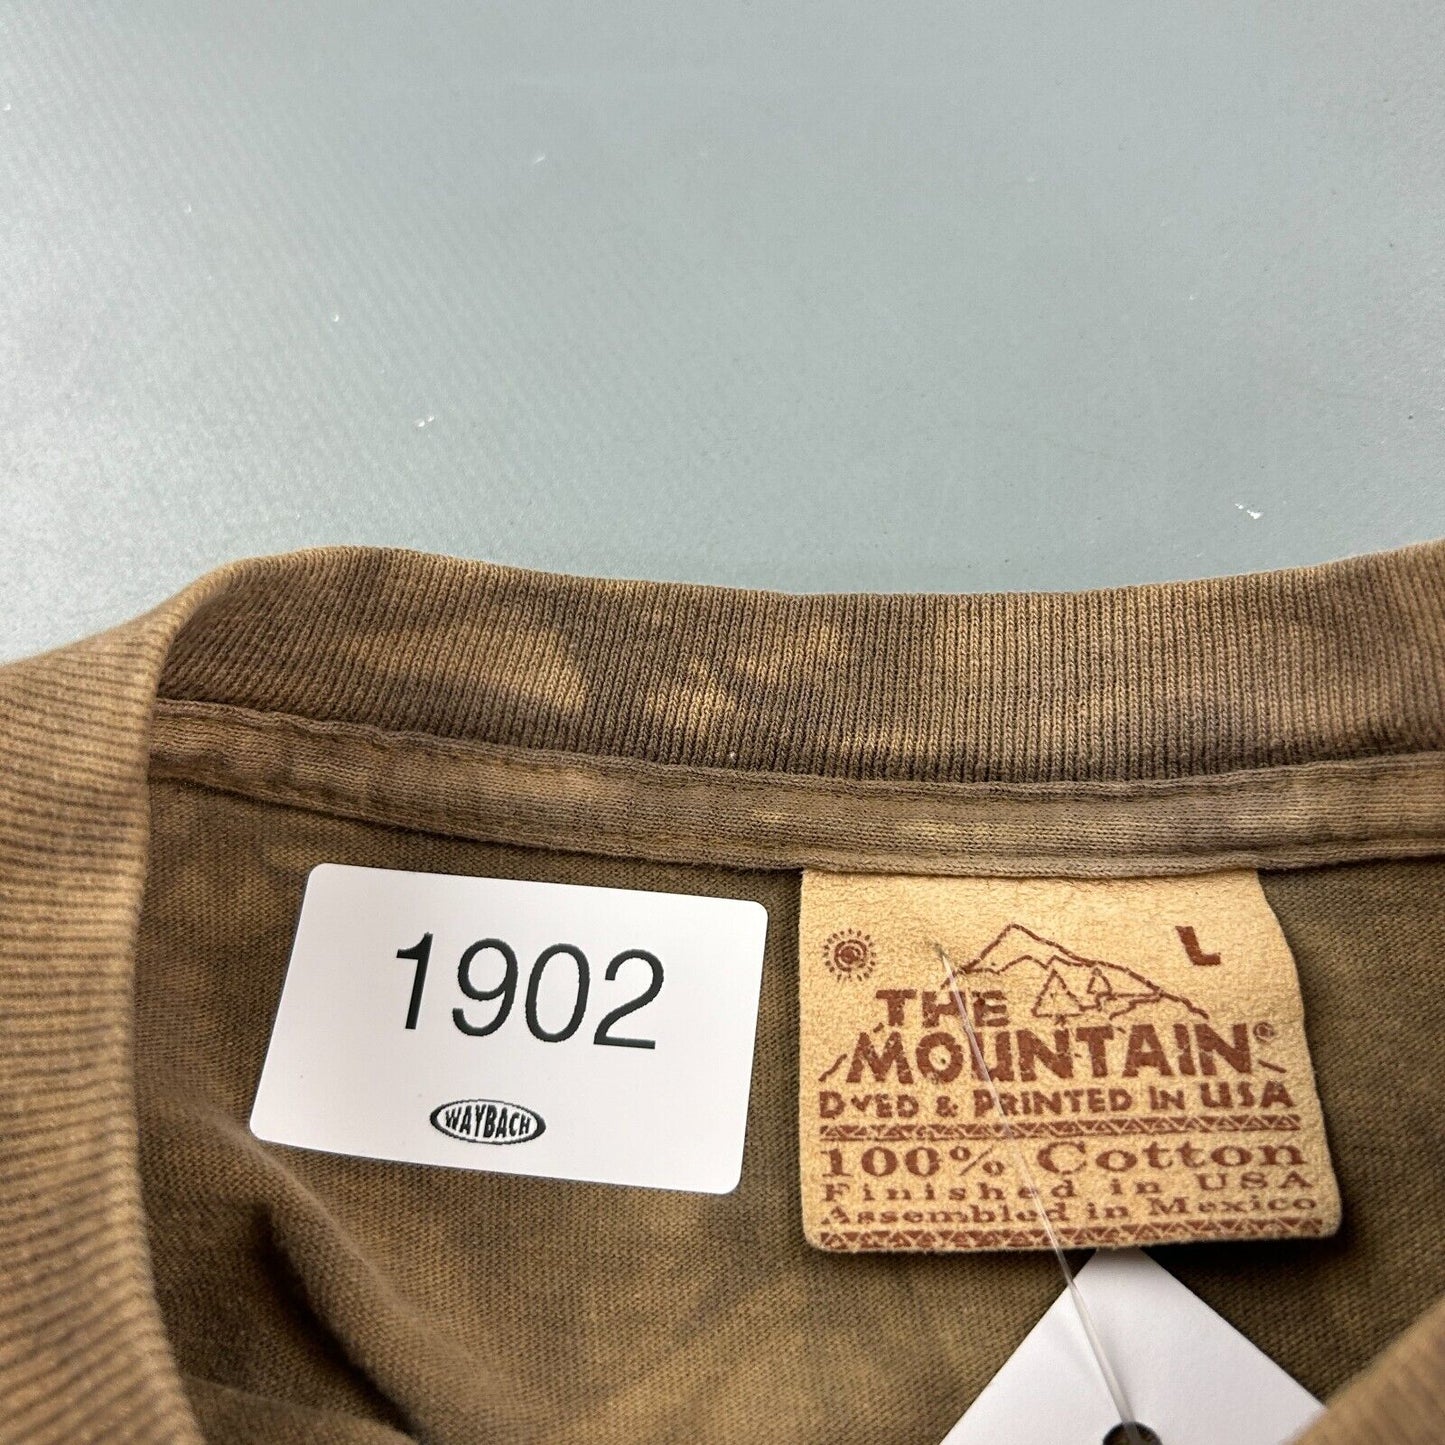 1902
WAYBACH
L
THE
MOUNTAIN®
DYED & PRINTED IN USA
100% Cotton
Finished in USA
Assembled in Mexico